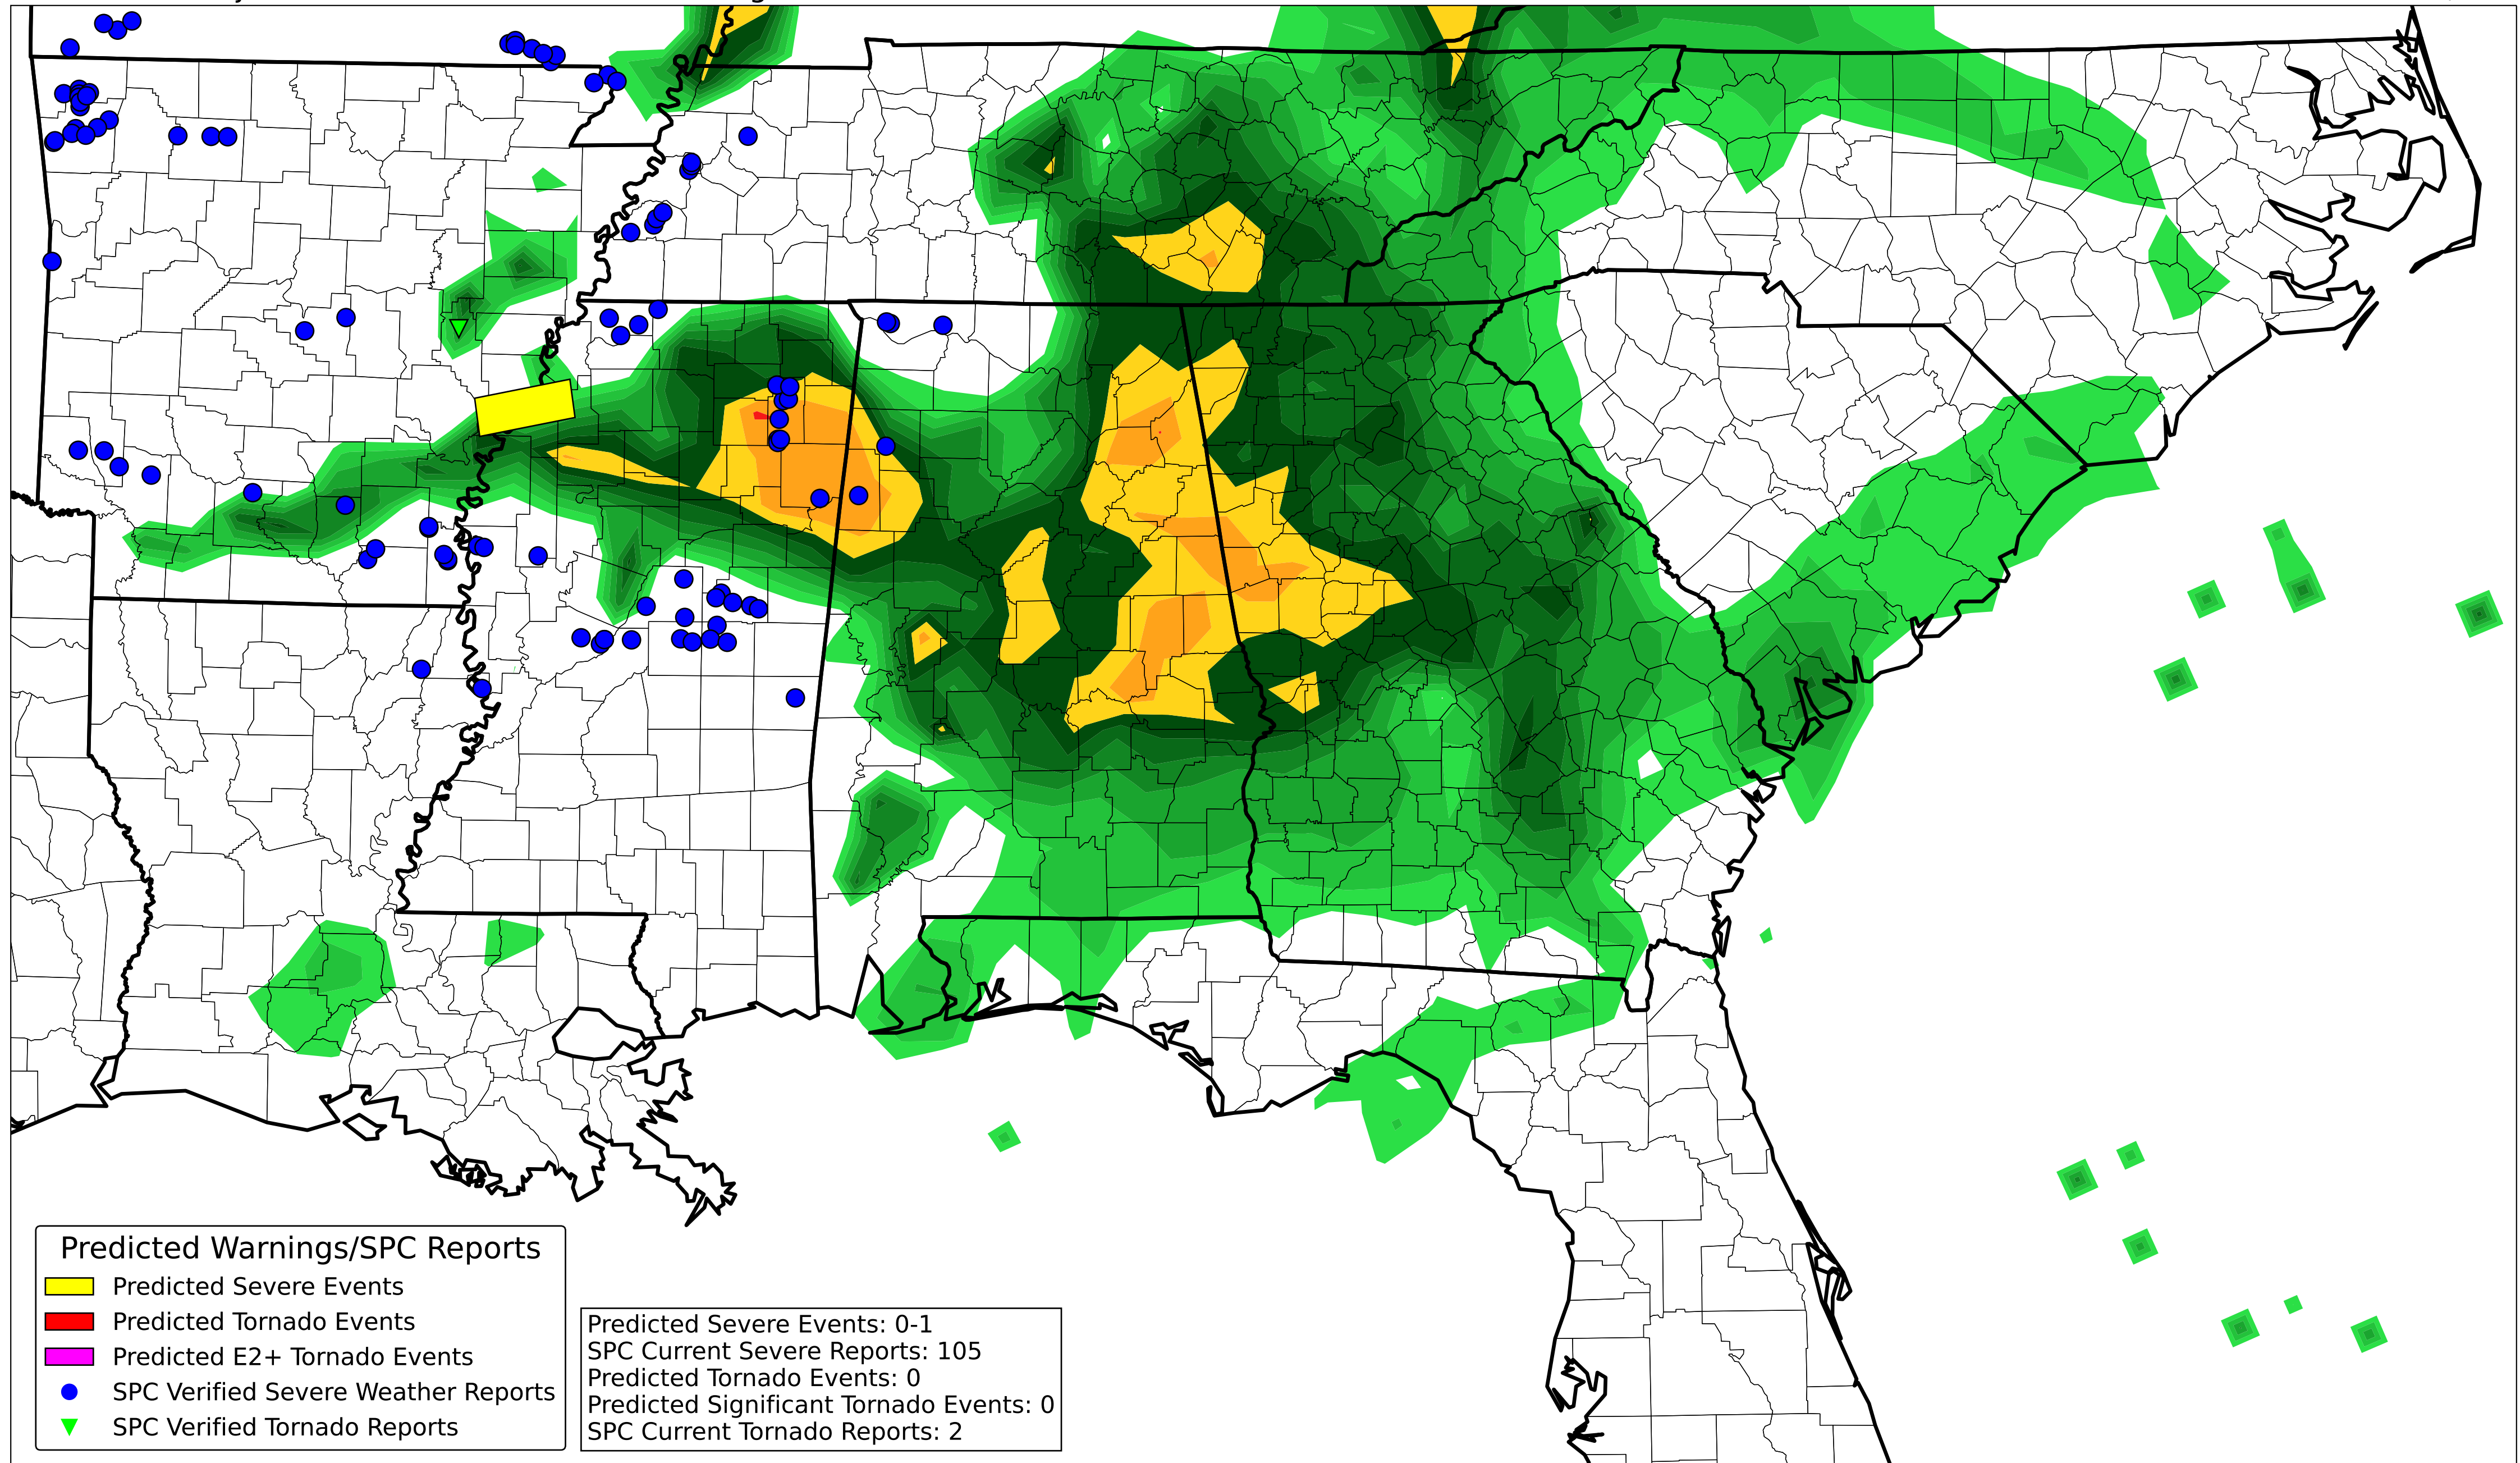 Predicted Warnings/SPC Reports
Predicted Severe Events
Predicted Tornado Events
Predicted E2+ Tornado Events
SPC Verified Severe Weather Reports
SPC Verified Tornado Reports
Predicted Severe Events: 0-1
SPC Current Severe Reports: 105
Predicted Tornado Events: 0
Predicted Significant Tornado Events: 0
SPC Current Tornado Reports: 2